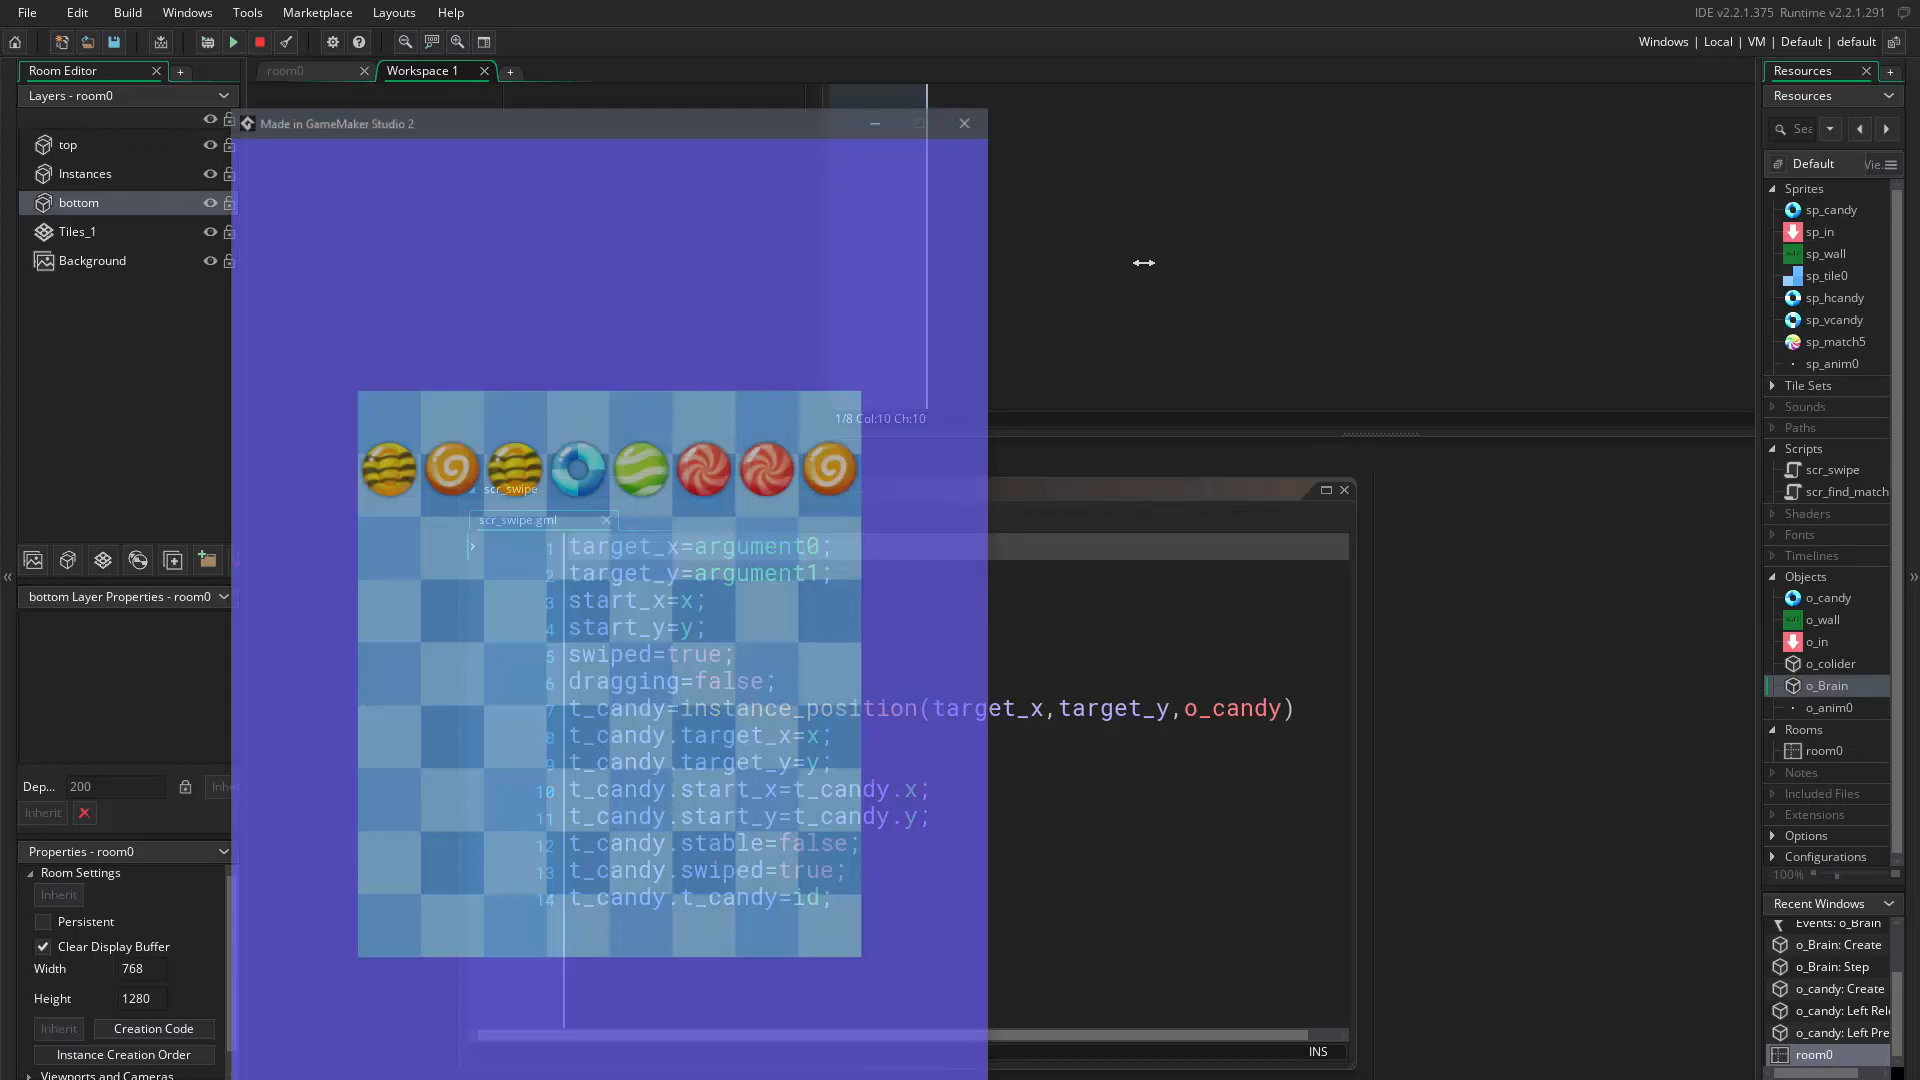 File Edit Build Windows Tools Marketplace Layouts Help
IDE v2.2.1.375 Runtime v2.2.1.291
Windows | Local | VM | Default | default
Room Editor
room0
Workspace 1
Resources
Layers - room0
Resources
Made in GameMaker Studio 2
top
Instances
bottom
Tiles_1
Background
Default
Sprites
sp_candy
sp_in
sp_wall
sp_tile0
sp_hcandy
sp_vcandy
sp_match5
sp_anim0
Tile Sets
Sounds
Paths
Scripts
scr_swipe
scr_find_match
Shaders
Fonts
Timelines
Objects
o_candy
o_wall
o_in
o_colider
o_Brain
o_anim0
Rooms
room0
Notes
Included Files
Extensions
Options
Configurations
100%
1/8 Col:10 Ch:10
scr_swipe
scr_swipe.gml
1 target_x=argument0;
2 target_y=argument1;
3 start_x=x;
4 start_y=y;
5 swiped=true;
6 dragging=false;
7 t_candy=instance_position(target_x,target_y,o_candy)
8 t_candy.target_x=x;
9 t_candy.target_y=y;
10 t_candy.start_x=t_candy.x;
11 t_candy.start_y=t_candy.y;
12 t_candy.stable=false;
13 t_candy.swiped=true;
14 t_candy.t_candy=id;
INS
bottom Layer Properties - room0
Dep... 200
Inherit
Properties - room0
Room Settings
Inherit
Persistent
Clear Display Buffer
Width 768
Height 1280
Inherit Creation Code
Instance Creation Order
Viewports and Cameras
Recent Windows
Events: o_Brain
o_Brain: Create
o_Brain: Step
o_candy: Create
o_candy: Left Rel
o_candy: Left Pre
room0